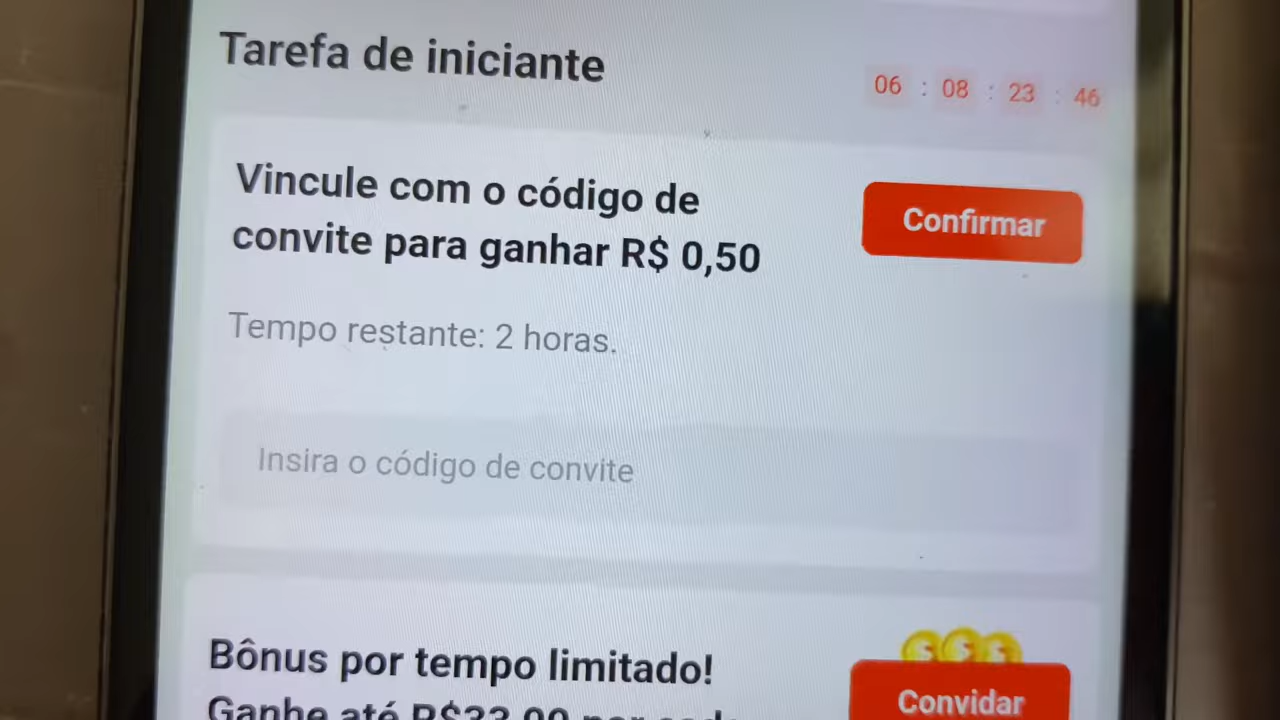 Tarefa de iniciante
06 : 08 : 23 : 46
Vincule com o código de
convite para ganhar R$ 0,50
Confirmar
Tempo restante: 2 horas.
Insira o código de convite
Bônus por tempo limitado!
Ganhe até R$33,00 por cada
Convidar